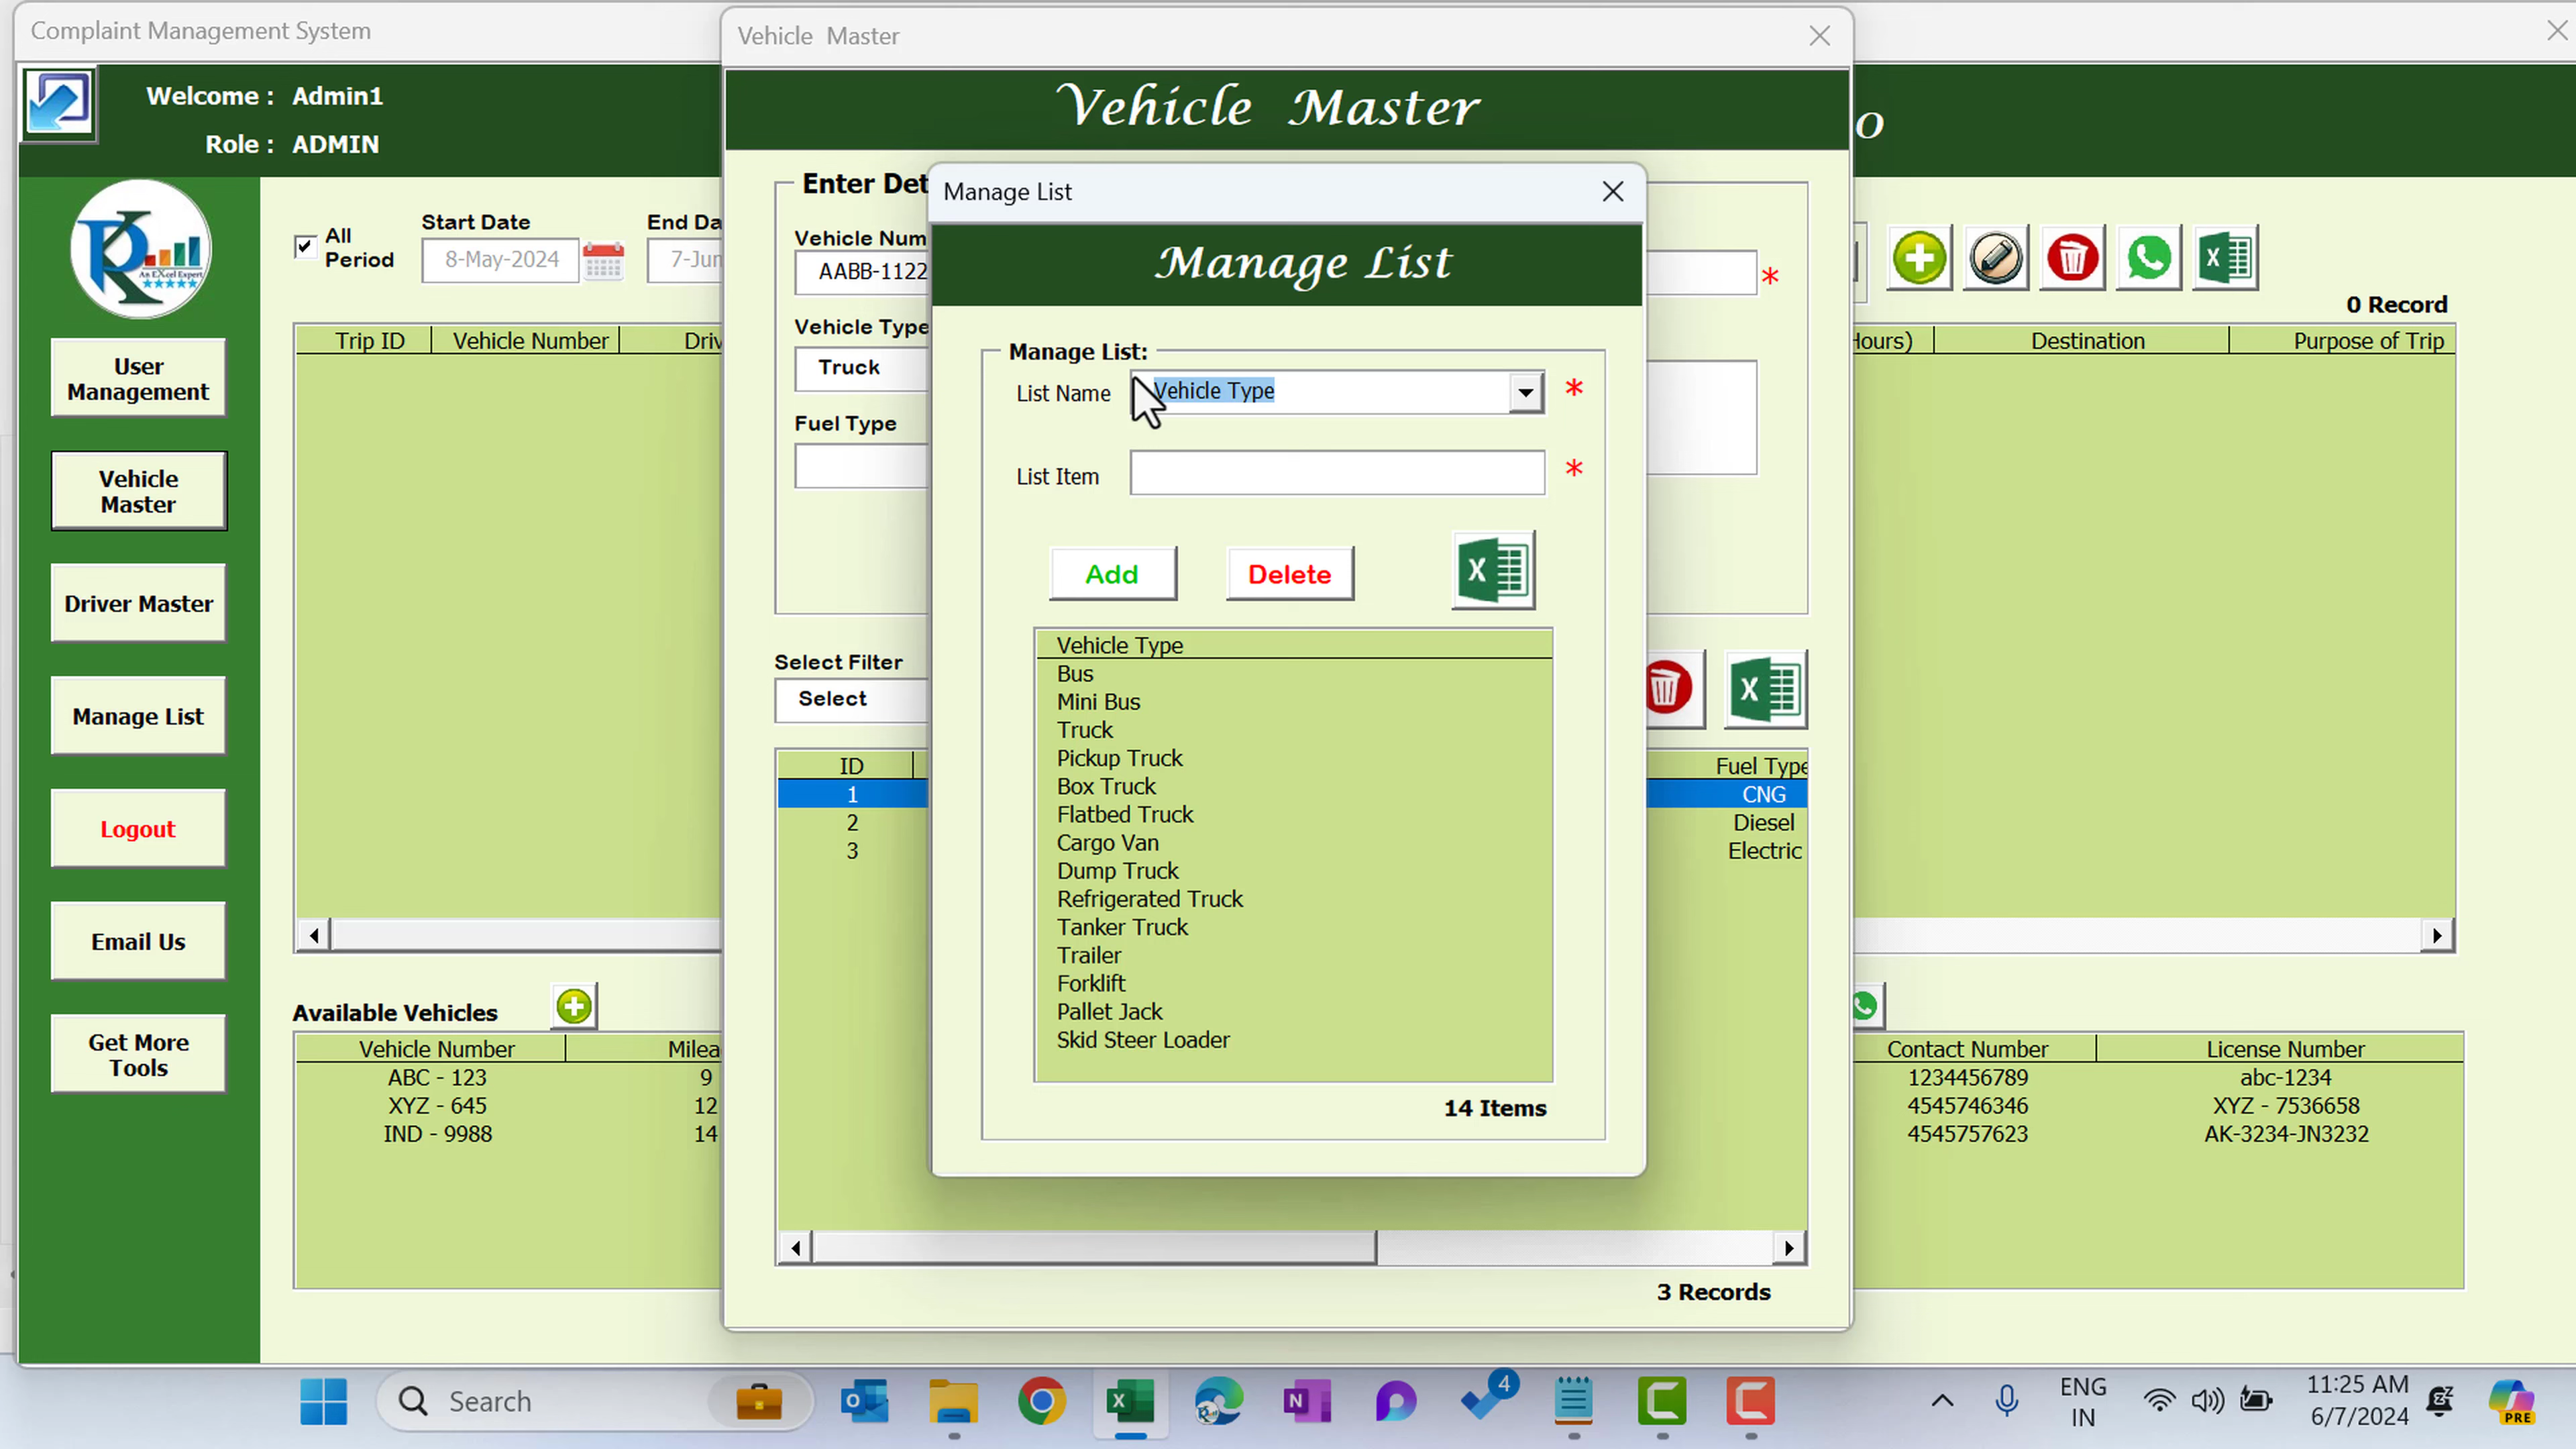 Complaint Management System
Welcome : Admin1
Role : ADMIN
An EXcel Expert
User
Management
Vehicle
Master
Driver Master
Manage List
Logout
Email Us
Get More
Tools
All
Period
Start Date
8-May-2024
End Da
7-Jun
Trip ID
Vehicle Number
Driv
Available Vehicles
Vehicle Number
Milea
ABC - 123
9
XYZ - 645
12
IND - 9988
14
Vehicle Master
Vehicle Master
Enter Det
Vehicle Num
AABB-1122
*
Vehicle Type
Truck
Fuel Type
Select Filter
Select
ID
Fuel Type
1
CNG
2
Diesel
3
Electric
3 Records
Manage List
Manage List
Manage List:
List Name
Vehicle Type
*
List Item
*
Add
Delete
Vehicle Type
Bus
Mini Bus
Truck
Pickup Truck
Box Truck
Flatbed Truck
Cargo Van
Dump Truck
Refrigerated Truck
Tanker Truck
Trailer
Forklift
Pallet Jack
Skid Steer Loader
14 Items
o
0 Record
Hours)
Destination
Purpose of Trip
Contact Number
License Number
1234456789
abc-1234
4545746346
XYZ - 7536658
4545757623
AK-3234-JN3232
Search
4
ENG
IN
11:25 AM
6/7/2024
PRE